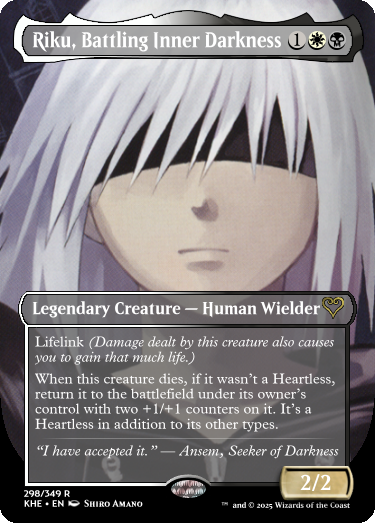 Riku, Battling Inner Darkness 1
Legendary Creature — Human Wielder
Lifelink (Damage dealt by this creature also causes
you to gain that much life.)
When this creature dies, if it wasn't a Heartless,
return it to the battlefield under its owner's
control with two +1/+1 counters on it. It's a
Heartless in addition to its other types.
"I have accepted it." — Ansem, Seeker of Darkness
2/2
298/349 R
KHE • EN Shiro Amano
™ and © 2025 Wizards of the Coast